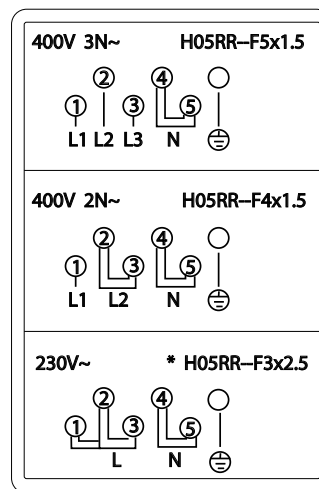 400V 3N~ H05RR--F5x1.5
2 4
1 3 5
L1 L2 L3 N
400V 2N~ H05RR--F4x1.5
2 4
1 3 5
L1 L2 N
230V~ * H05RR--F3x2.5
2 4
1 3 5
L N